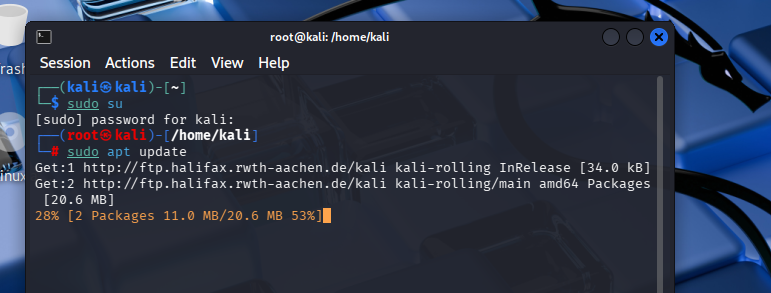 root@kali: /home/kali
Session Actions Edit View Help
rash
┌──(kali㉿kali)-[~]
└─$ sudo su
[sudo] password for kali:
┌──(root㉿kali)-[/home/kali]
└─# sudo apt update
Get:1 http://ftp.halifax.rwth-aachen.de/kali kali-rolling InRelease [34.0 kB]
Get:2 http://ftp.halifax.rwth-aachen.de/kali kali-rolling/main amd64 Packages
[20.6 MB]
inux
28% [2 Packages 11.0 MB/20.6 MB 53%]